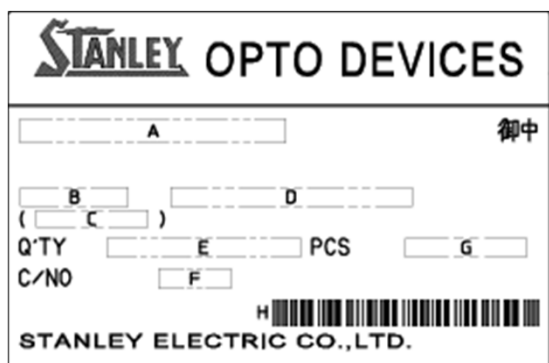 STANLEY OPTO DEVICES
A 御中
B D
( C )
Q'TY E PCS G
C/NO F
H
STANLEY ELECTRIC CO.,LTD.